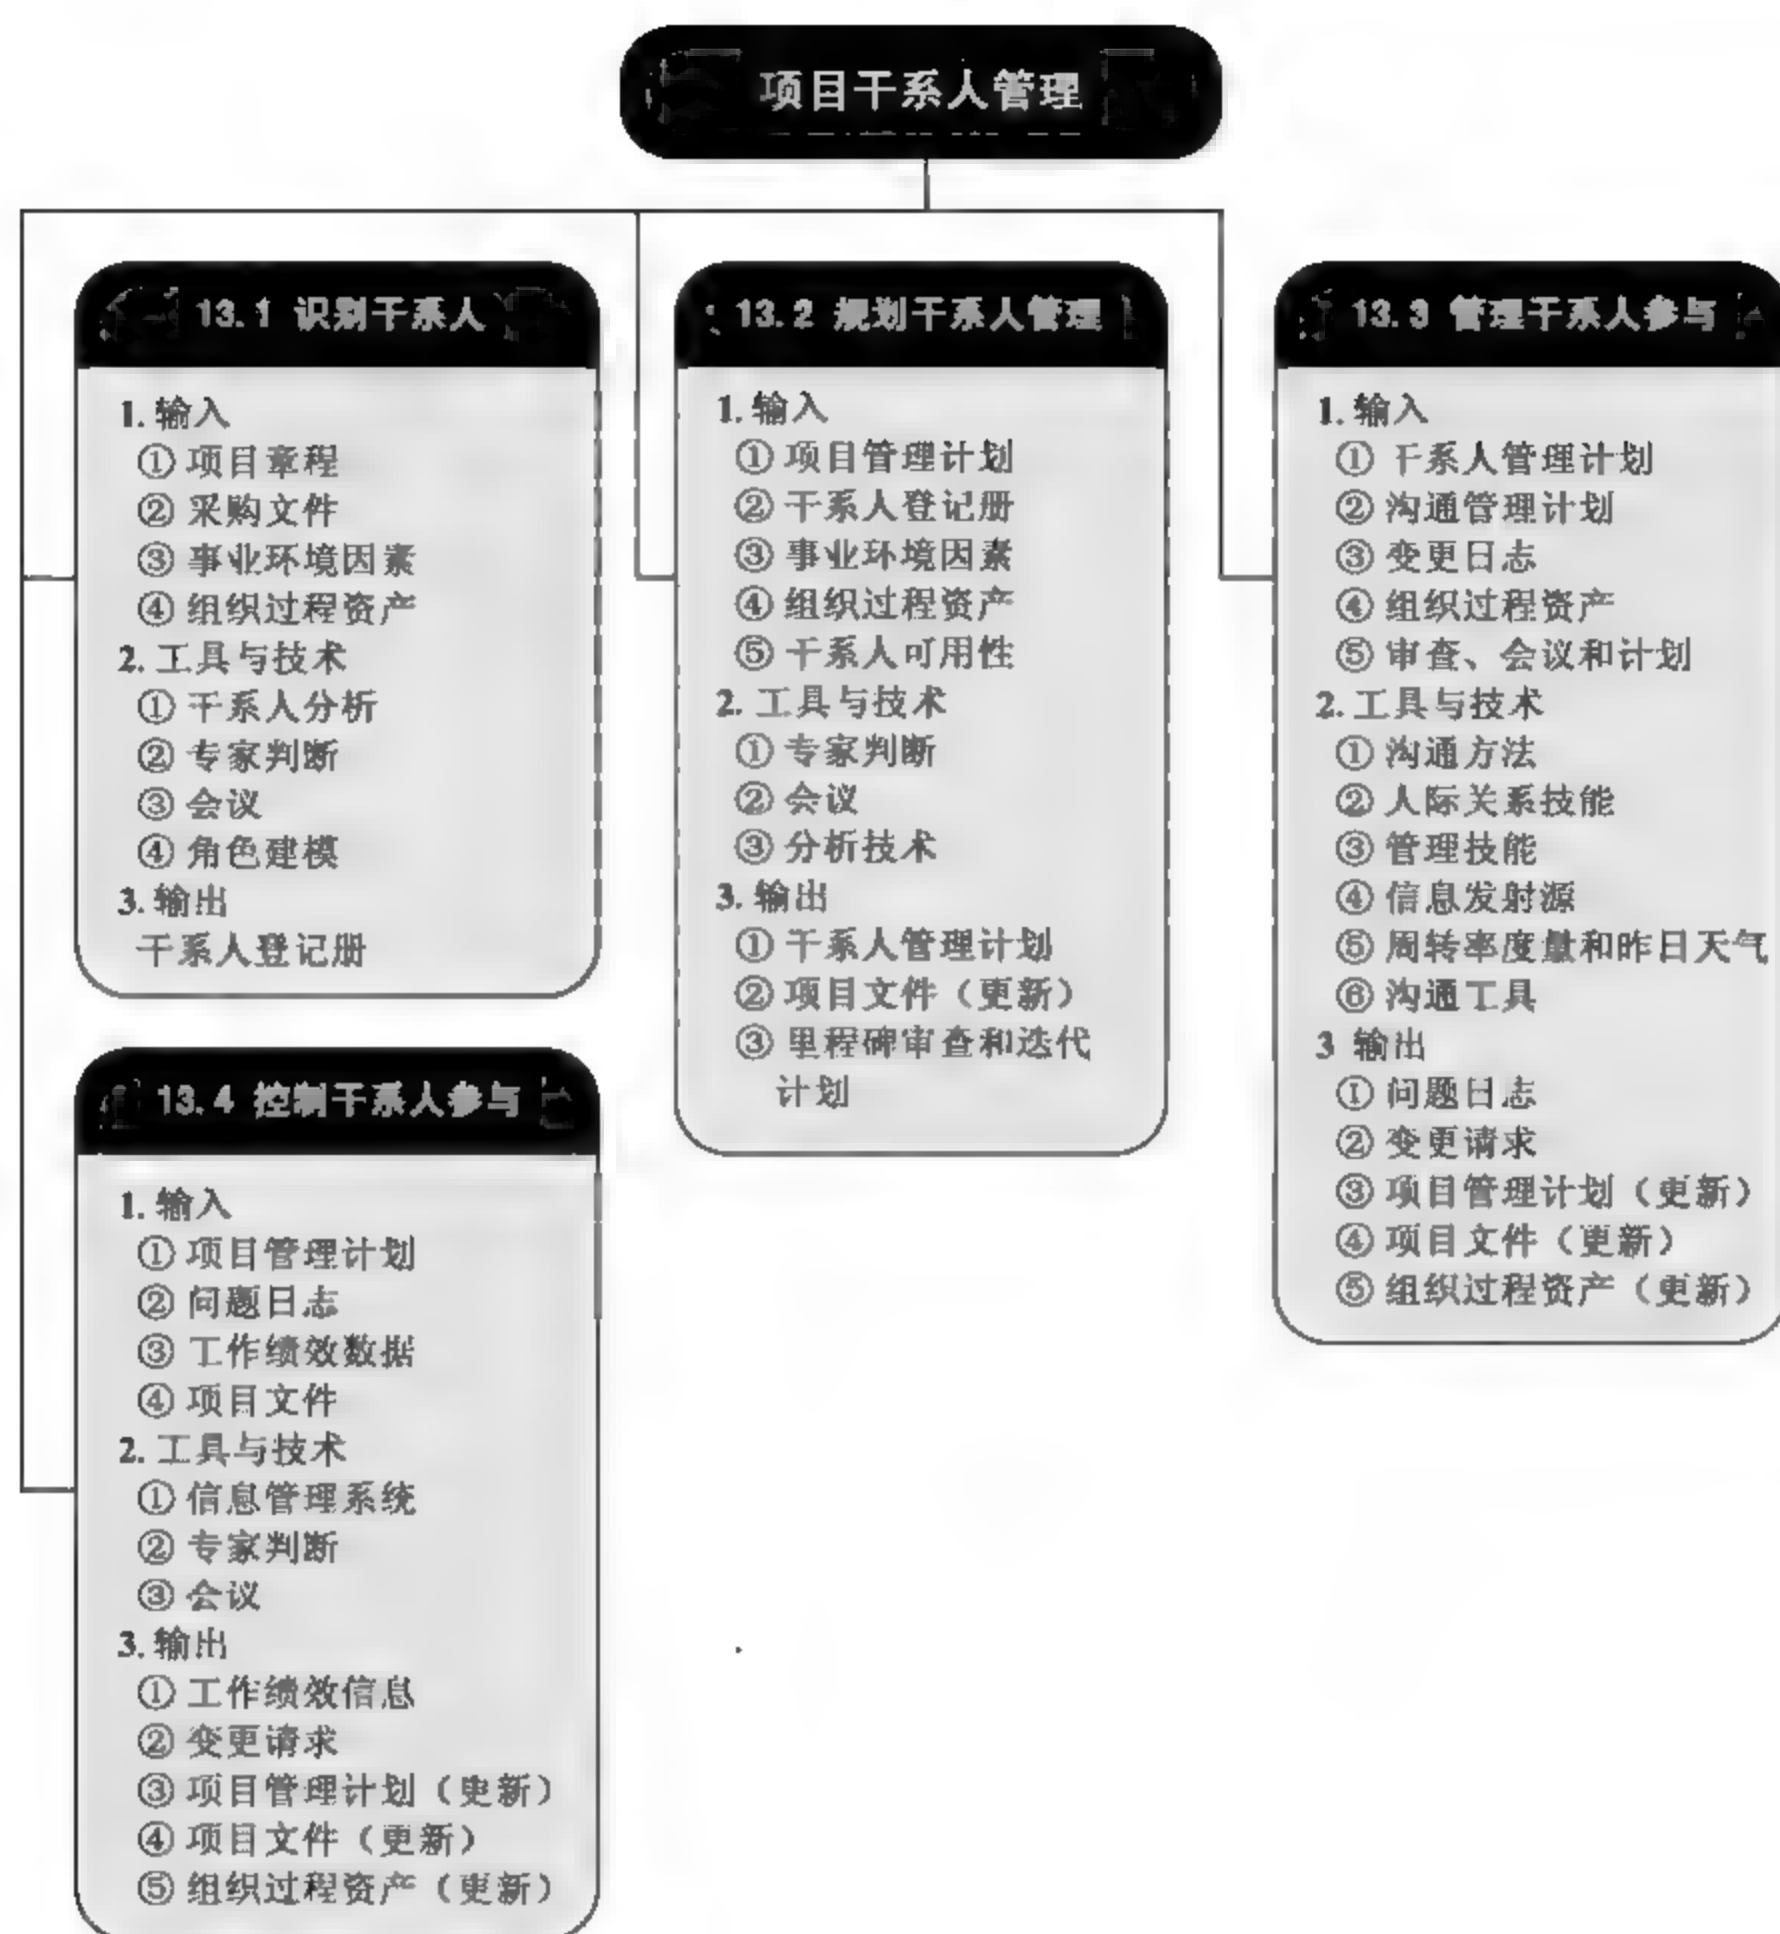 项目干系人管理
13.1 识别干系人
1. 输入
① 项目章程
② 采购文件
③ 事业环境因素
④ 组织过程资产
2. 工具与技术
① 干系人分析
② 专家判断
③ 会议
④ 角色建模
3. 输出
干系人登记册
13.2 规划干系人管理
1. 输入
① 项目管理计划
② 干系人登记册
③ 事业环境因素
④ 组织过程资产
⑤ 干系人可用性
2. 工具与技术
① 专家判断
② 会议
③ 分析技术
3. 输出
① 干系人管理计划
② 项目文件（更新）
③ 里程碑审查和迭代
计划
13.3 管理干系人参与
1. 输入
① 干系人管理计划
② 沟通管理计划
③ 变更日志
④ 组织过程资产
⑤ 审查、会议和计划
2. 工具与技术
① 沟通方法
② 人际关系技能
③ 管理技能
④ 信息发射源
⑤ 周转率度量和昨日天气
⑥ 沟通工具
3 输出
① 问题日志
② 变更请求
③ 项目管理计划（更新）
④ 项目文件（更新）
⑤ 组织过程资产（更新）
13.4 控制干系人参与
1. 输入
① 项目管理计划
② 问题日志
③ 工作绩效数据
④ 项目文件
2. 工具与技术
① 信息管理系统
② 专家判断
③ 会议
3. 输出
① 工作绩效信息
② 变更请求
③ 项目管理计划（更新）
④ 项目文件（更新）
⑤ 组织过程资产（更新）